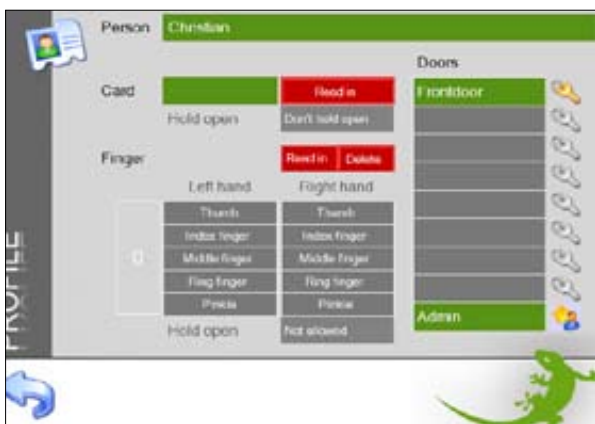 Person Christian
Doors
Card Read in Frontdoor
Hold open Don't hold open
Finger Read in Delete
Left hand Right hand
Thumb Thumb
Index finger Index finger
Middle finger Middle finger
0
Ring finger Ring finger
Pinkie Pinkie
Admin
Hold open Not allowed
PROFILE